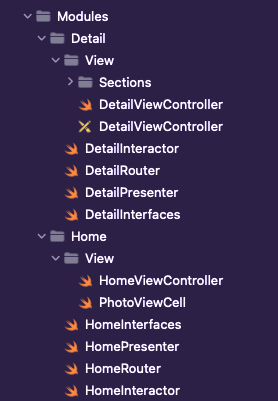 Modules
Detail
View
Sections
DetailViewController
DetailViewController
DetailInteractor
DetailRouter
DetailPresenter
DetailInterfaces
Home
View
HomeViewController
PhotoViewCell
HomeInterfaces
HomePresenter
HomeRouter
HomeInteractor